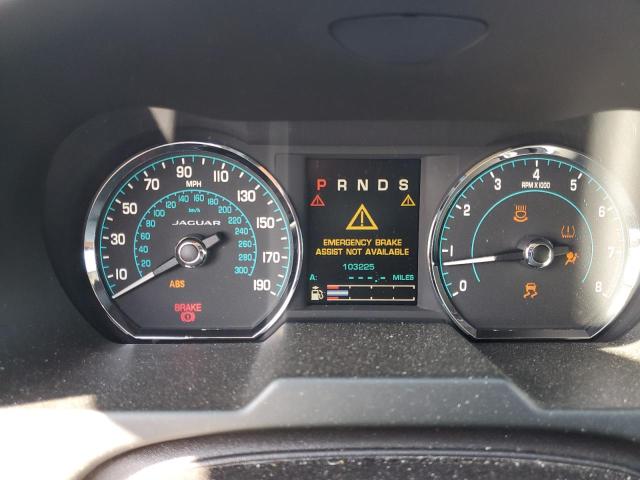 10 30 50 70 90 110 130 150 170 190
MPH
20 40 60 80 100 120 140 160 180 200 220 240 260 280 300
km/h
JAGUAR
ABS
BRAKE
P R N D S
EMERGENCY BRAKE
ASSIST NOT AVAILABLE
103225
A: ---.- MILES
0 1 2 3 4 5 6 7 8
RPM X 1000